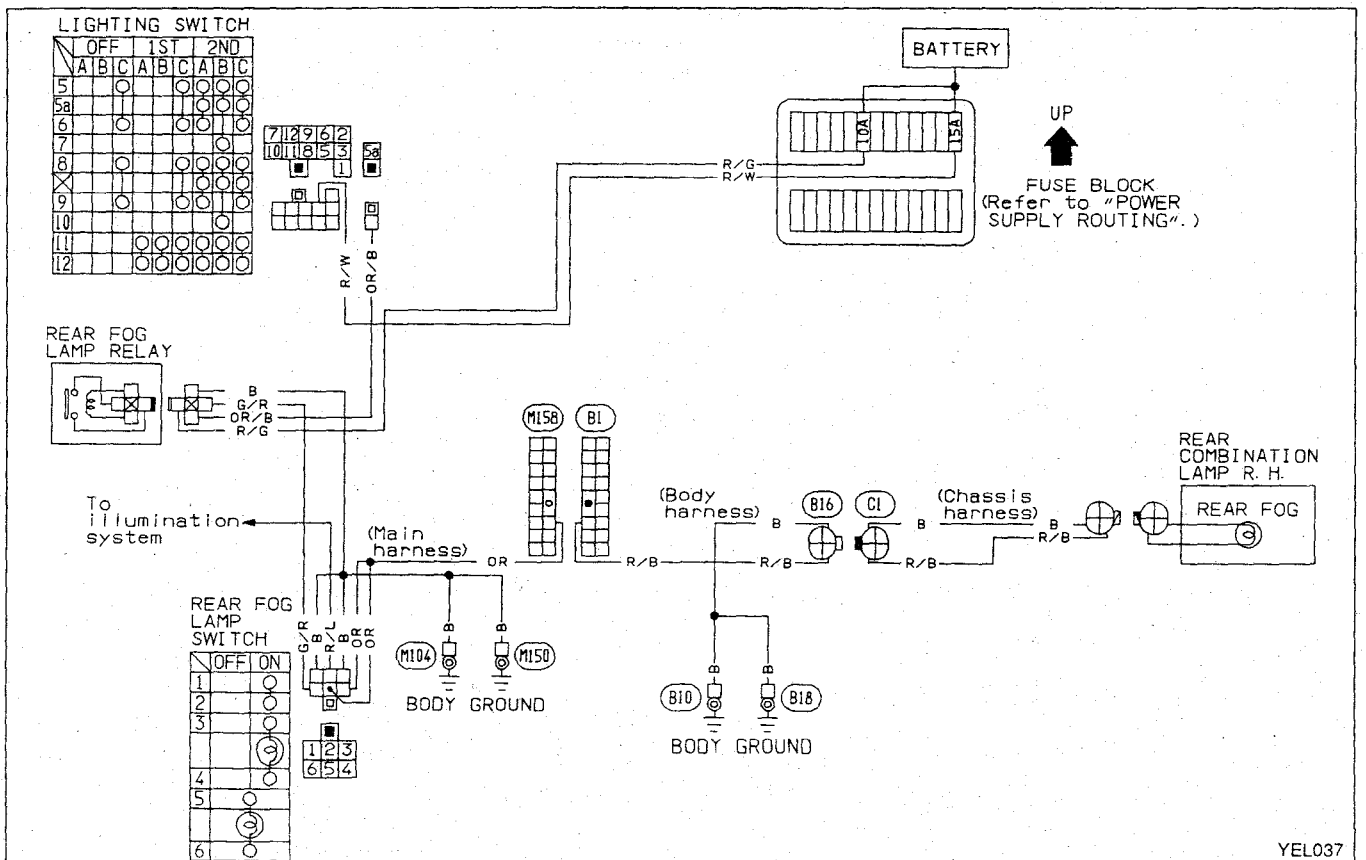 LIGHTING SWITCH
OFF 1ST 2ND
A B C A B C A B C
5
5a
6
7
8
9
10
11
12
7 12 9 6 2
10 11 8 5 3
1
5a
R/W
OR/B
BATTERY
10A
15A
R/G
R/W
UP
FUSE BLOCK
(Refer to "POWER
SUPPLY ROUTING".)
REAR FOG
LAMP RELAY
B
G/R
OR/B
R/G
M158
B1
To
illumination
system
(Main
harness)
OR
R/B
(Body
harness)
B
R/B
B16
C1
(Chassis
harness)
B
R/B
B
R/B
REAR
COMBINATION
LAMP R. H.
REAR FOG
REAR FOG
LAMP
SWITCH
OFF ON
1
2
3
4
5
6
G/R
B
R/L
B
OR
OR
1 2 3
6 5 4
B
B
M104
M150
BODY GROUND
B
B
B10
B18
BODY GROUND
YEL037